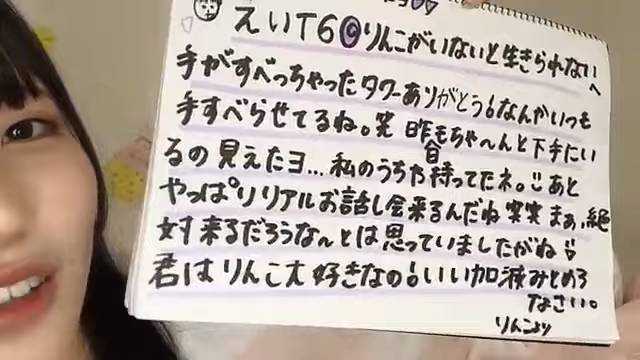 えいT6©りんこがいないと生きられないへ
手がすべっちゃったタワーありがとう！なんかいつも
手すべらせてるね。笑 昨日もちゃーんと下手にい
るの見えたヨ...私のうちわ持ってたネ。あと
やっぱりリアルお話し会来るんだね 笑笑 まぁ、絶
対来るだろうなーとは思っていましたがね
君はりんこ大好きなの！いい加減みとめろ
なさい。
りんこより